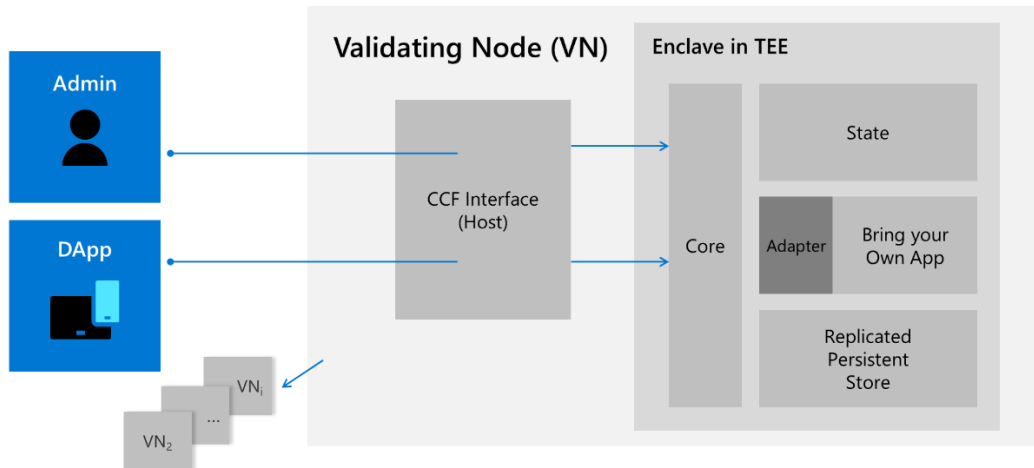 Validating Node (VN)
Enclave in TEE
Admin
DApp
CCF Interface
(Host)
Core
State
Adapter
Bring your
Own App
Replicated
Persistent
Store
VNi
...
VN2